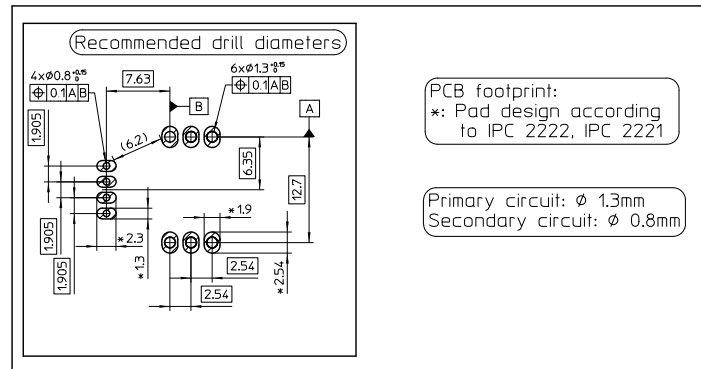 Recommended drill diameters
4xØ0.8 +0.15 0
⌖ 0.1 A B
7.63
6xØ1.3 +0.15 0
⌖ 0.1 A B
B
A
(6.2)
1.905
6.35
12.7
*1.9
*2.3
*1.3
1.905
1.905
2.54
2.54
*2.54
PCB footprint:
*: Pad design according
to IPC 2222, IPC 2221
Primary circuit: Ø 1.3mm
Secondary circuit: Ø 0.8mm